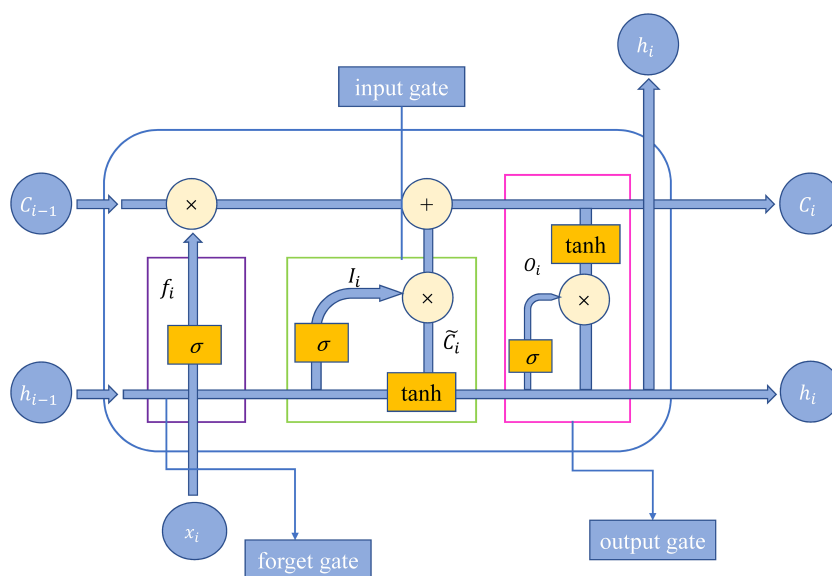 h_i
input gate
C_{i-1}
×
+
C_i
tanh
O_i
f_i
I_i
×
×
σ
σ
C̃_i
σ
h_{i-1}
tanh
h_i
x_i
forget gate
output gate